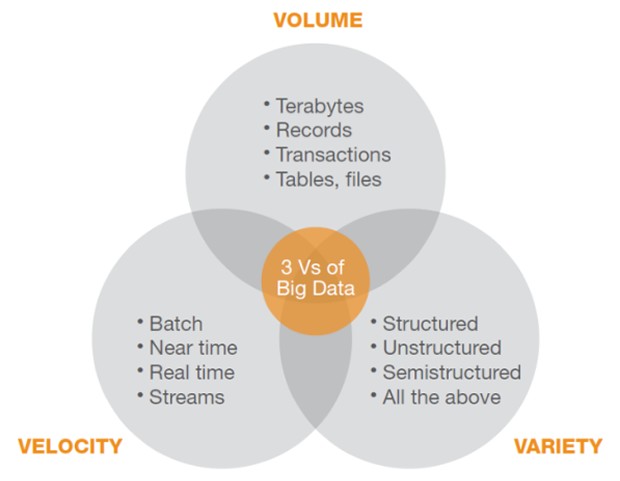 VOLUME
• Terabytes
• Records
• Transactions
• Tables, files
3 Vs of
Big Data
• Batch
• Near time
• Real time
• Streams
• Structured
• Unstructured
• Semistructured
• All the above
VELOCITY
VARIETY